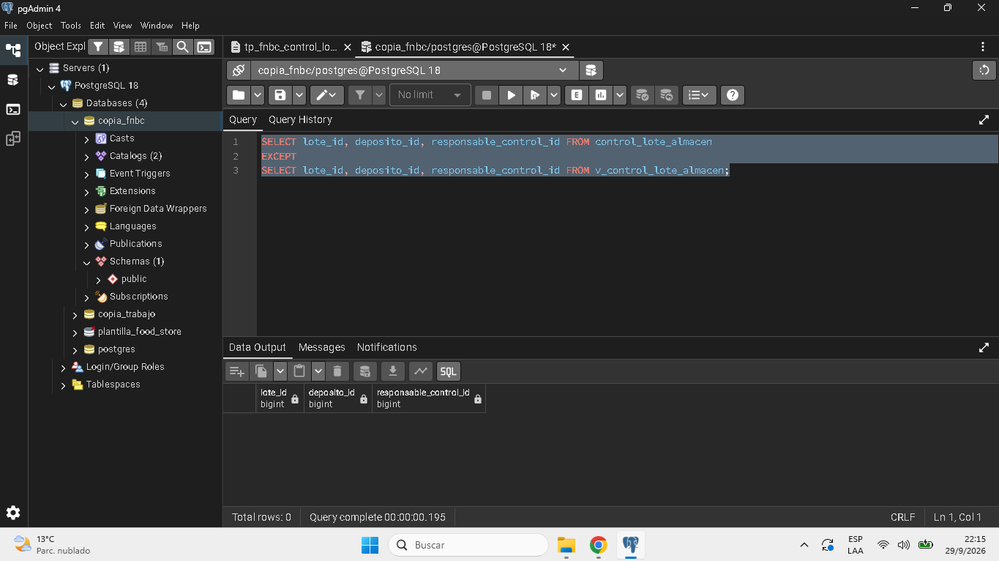 pgAdmin 4
File Object Tools Edit View Window Help
Object Expl
tp_fnbc_control_lo...
copia_fnbc/postgres@PostgreSQL 18*
Servers (1)
PostgreSQL 18
Databases (4)
copia_fnbc
Casts
Catalogs (2)
Event Triggers
Extensions
Foreign Data Wrappers
Languages
Publications
Schemas (1)
public
Subscriptions
copia_trabajo
plantilla_food_store
postgres
Login/Group Roles
Tablespaces
copia_fnbc/postgres@PostgreSQL 18
No limit
E
Query Query History
1 SELECT lote_id, deposito_id, responsable_control_id FROM control_lote_almacen
2 EXCEPT
3 SELECT lote_id, deposito_id, responsable_control_id FROM v_control_lote_almacen;
Data Output Messages Notifications
SQL
lote_id deposito_id responsable_control_id
bigint bigint bigint
Total rows: 0 Query complete 00:00:00.195 CRLF Ln 1, Col 1
13°C
Parc. nublado
Buscar
ESP
LAA
22:15
29/9/2026